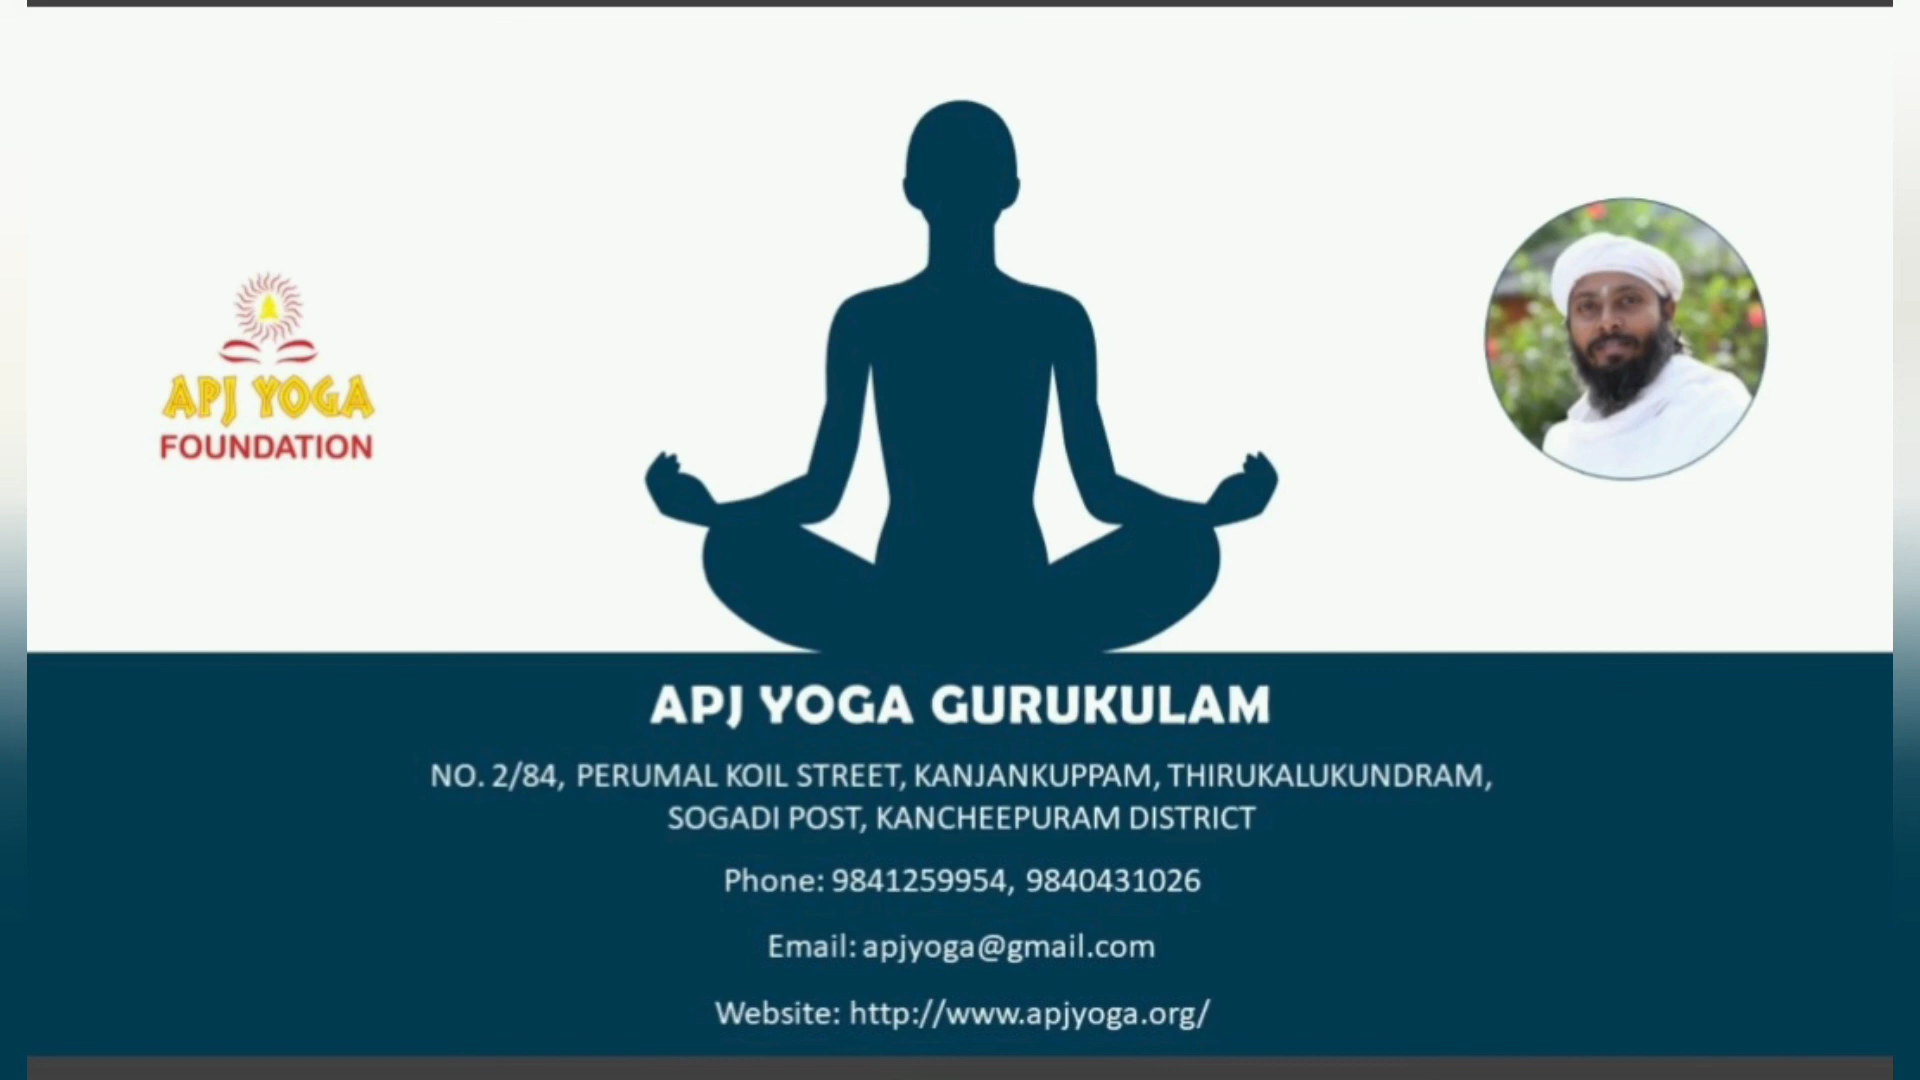 APJ YOGA
FOUNDATION
APJ YOGA GURUKULAM
NO. 2/84, PERUMAL KOIL STREET, KANJANKUPPAM, THIRUKALUKUNDRAM,
SOGADI POST, KANCHEEPURAM DISTRICT
Phone: 9841259954, 9840431026
Email: apjyoga@gmail.com
Website: http://www.apjyoga.org/